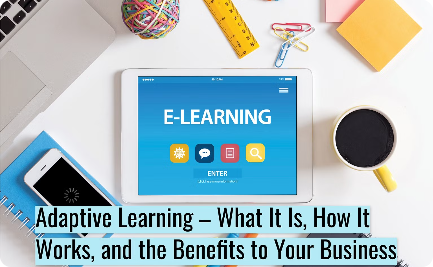 E-LEARNING
ENTER
Adaptive Learning – What It Is, How It
Works, and the Benefits to Your Business